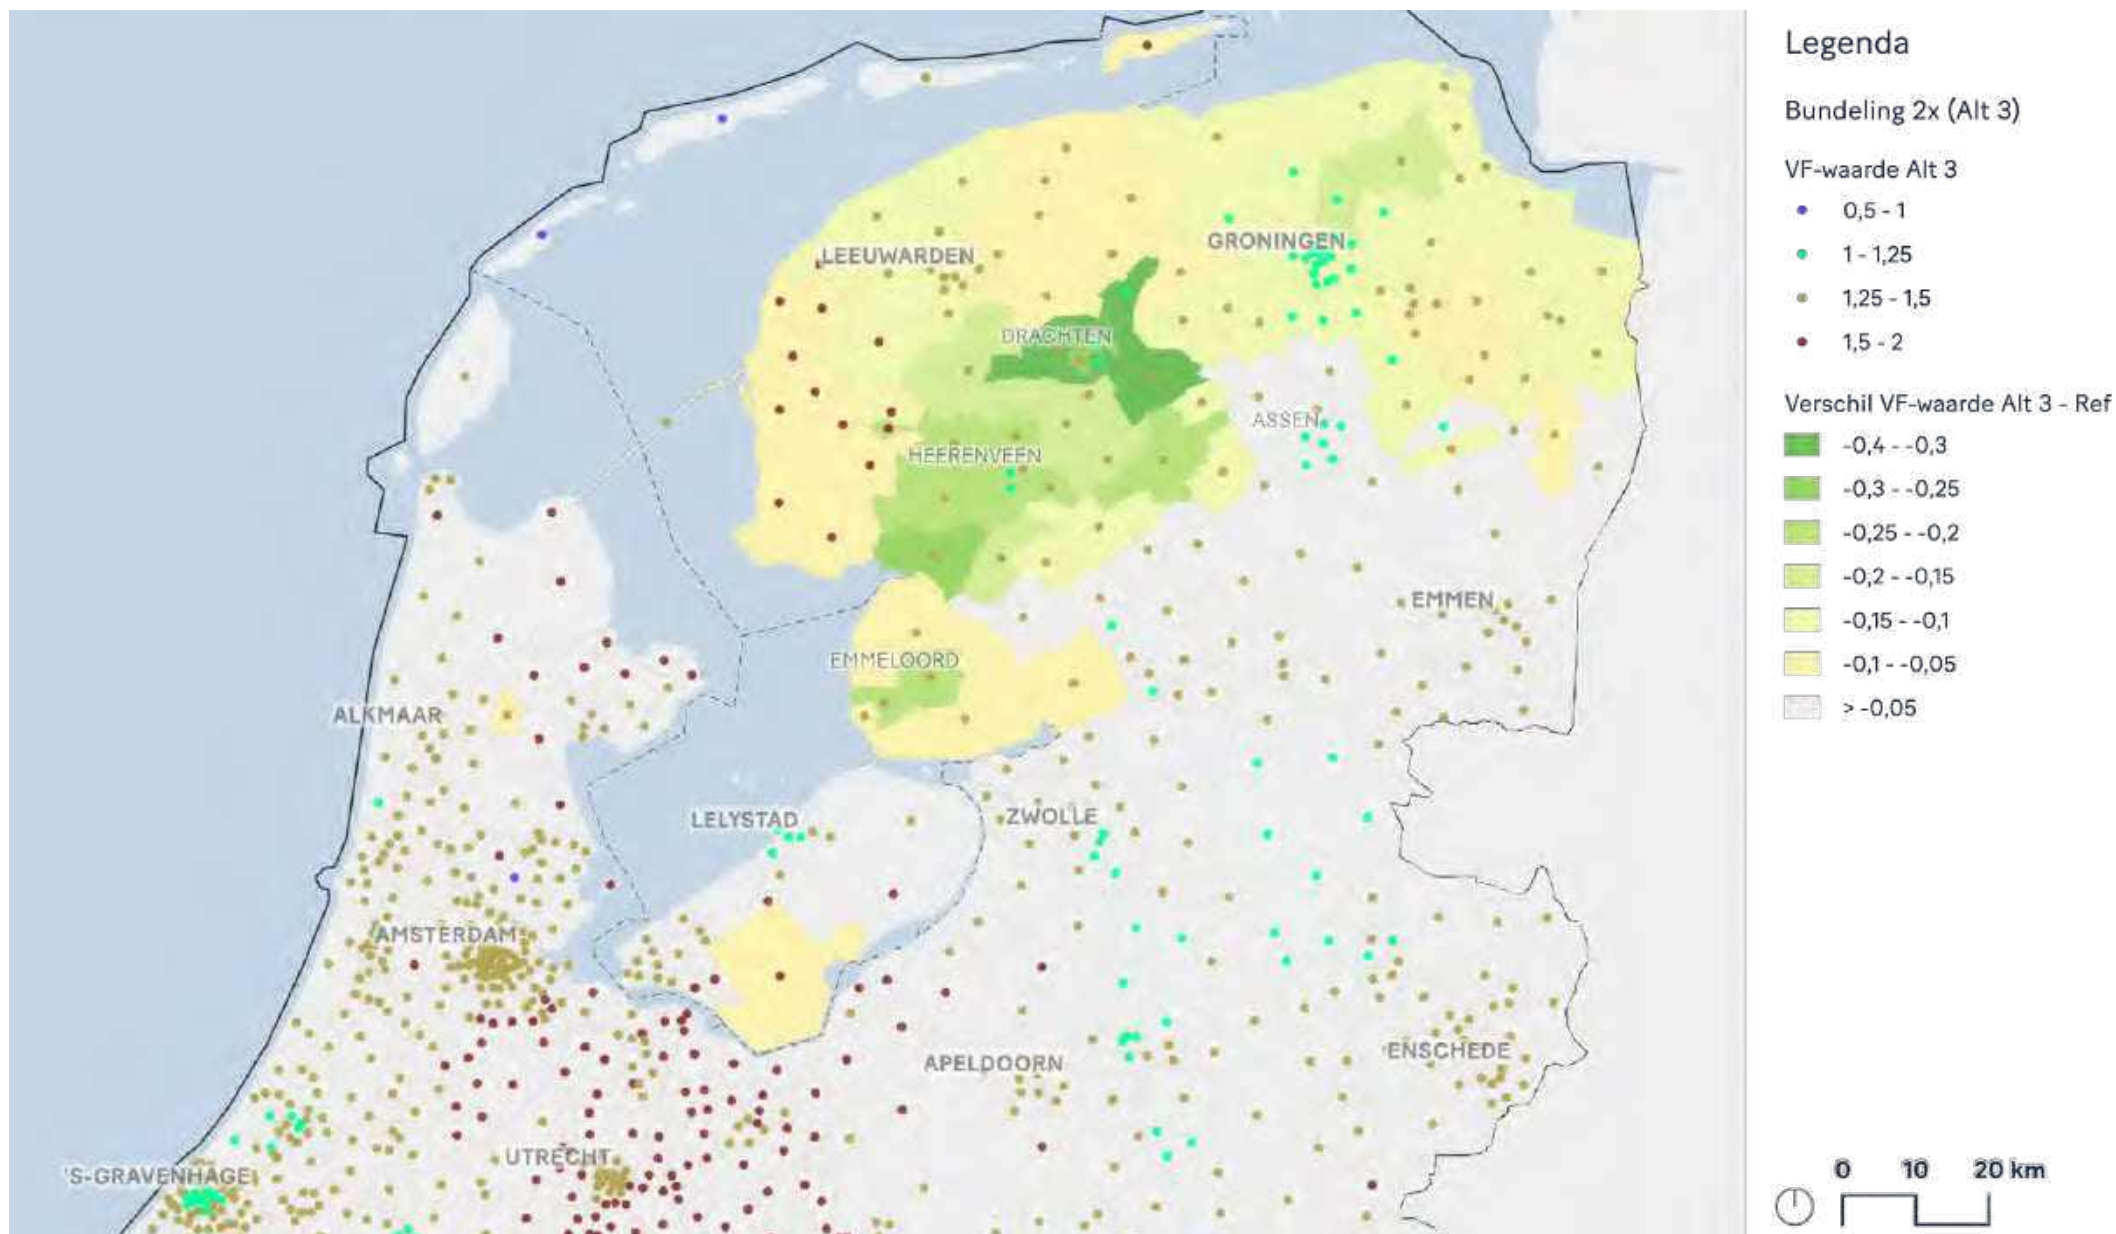 LEEUWARDEN
GRONINGEN
DRACHTEN
ASSEN
HEERENVEEN
EMMEN
EMMELOORD
ALKMAAR
LELYSTAD
ZWOLLE
AMSTERDAM
APELDOORN
ENSCHEDE
UTRECHT
'S-GRAVENHAGE
Legenda
Bundeling 2x (Alt 3)
VF-waarde Alt 3
0,5 - 1
1 - 1,25
1,25 - 1,5
1,5 - 2
Verschil VF-waarde Alt 3 - Ref
-0,4 - -0,3
-0,3 - -0,25
-0,25 - -0,2
-0,2 - -0,15
-0,15 - -0,1
-0,1 - -0,05
> -0,05
0 10 20 km